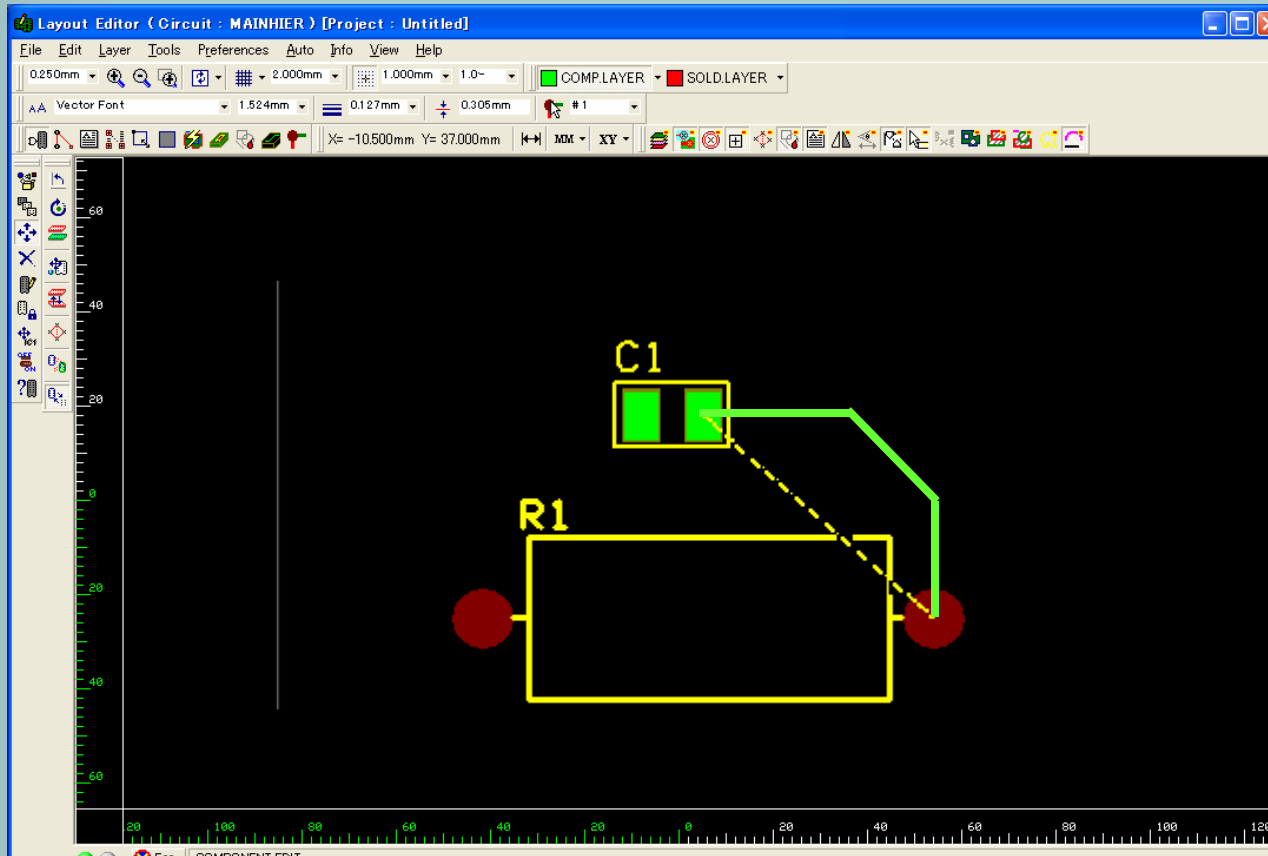 Layout Editor ( Circuit : MAINHIER ) [Project : Untitled]
File Edit Layer Tools Preferences Auto Info View Help
0.250mm 2.000mm 1.000mm 1.0~ COMP.LAYER SOLD.LAYER
AA Vector Font 1.524mm 0.127mm 0.305mm #1
X= -10.500mm Y= 37.000mm MM XY
60
40
C1
20
0
R1
20
40
60
20 100 80 60 40 20 0 20 40 60 80 100 120
COMPONENT EDIT